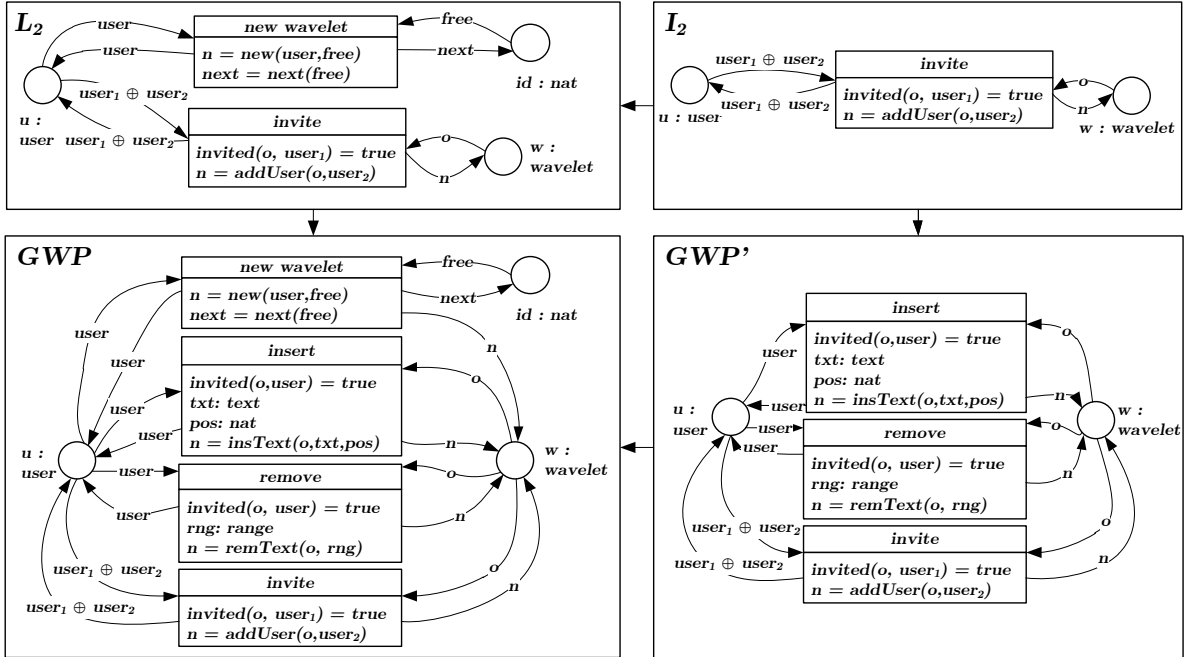 L₂
new wavelet
n = new(user,free)
next = next(free)
user
user
free
next
id : nat
user₁ ⊕ user₂
u :
user
user₁ ⊕ user₂
invite
invited(o, user₁) = true
n = addUser(o,user₂)
o
n
w :
wavelet
I₂
user₁ ⊕ user₂
user₁ ⊕ user₂
u : user
invite
invited(o, user₁) = true
n = addUser(o,user₂)
o
n
w : wavelet
GWP
new wavelet
n = new(user,free)
next = next(free)
free
next
id : nat
user
user
n
insert
invited(o,user) = true
txt: text
pos: nat
n = insText(o,txt,pos)
user
user
o
n
u :
user
w :
wavelet
remove
invited(o, user) = true
rng: range
n = remText(o, rng)
user
user
o
n
invite
invited(o, user₁) = true
n = addUser(o,user₂)
user₁ ⊕ user₂
user₁ ⊕ user₂
o
n
GWP'
insert
invited(o,user) = true
txt: text
pos: nat
n = insText(o,txt,pos)
user
user
o
n
u :
user
w :
wavelet
remove
invited(o, user) = true
rng: range
n = remText(o, rng)
user
user
o
n
invite
invited(o, user₁) = true
n = addUser(o,user₂)
user₁ ⊕ user₂
user₁ ⊕ user₂
o
n